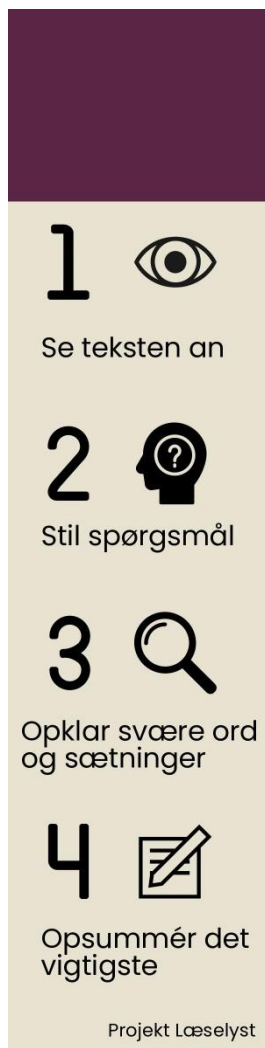 1
Se teksten an
2
?
Stil spørgsmål
3
Opklar svære ord
og sætninger
4
Opsummér det
vigtigste
Projekt Læselyst